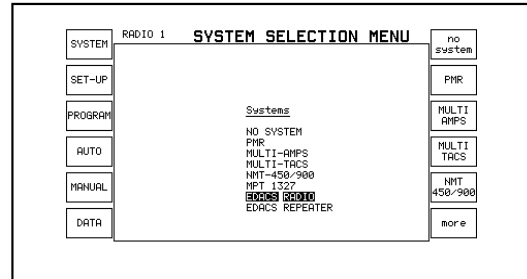 RADIO 1
SYSTEM SELECTION MENU
SYSTEM
SET-UP
PROGRAM
AUTO
MANUAL
DATA
Systems
NO SYSTEM
PMR
MULTI-AMPS
MULTI-TACS
NMT-450/900
MPT 1327
EDACS RADIO
EDACS REPEATER
no
system
PMR
MULTI
AMPS
MULTI
TACS
NMT
450/900
more